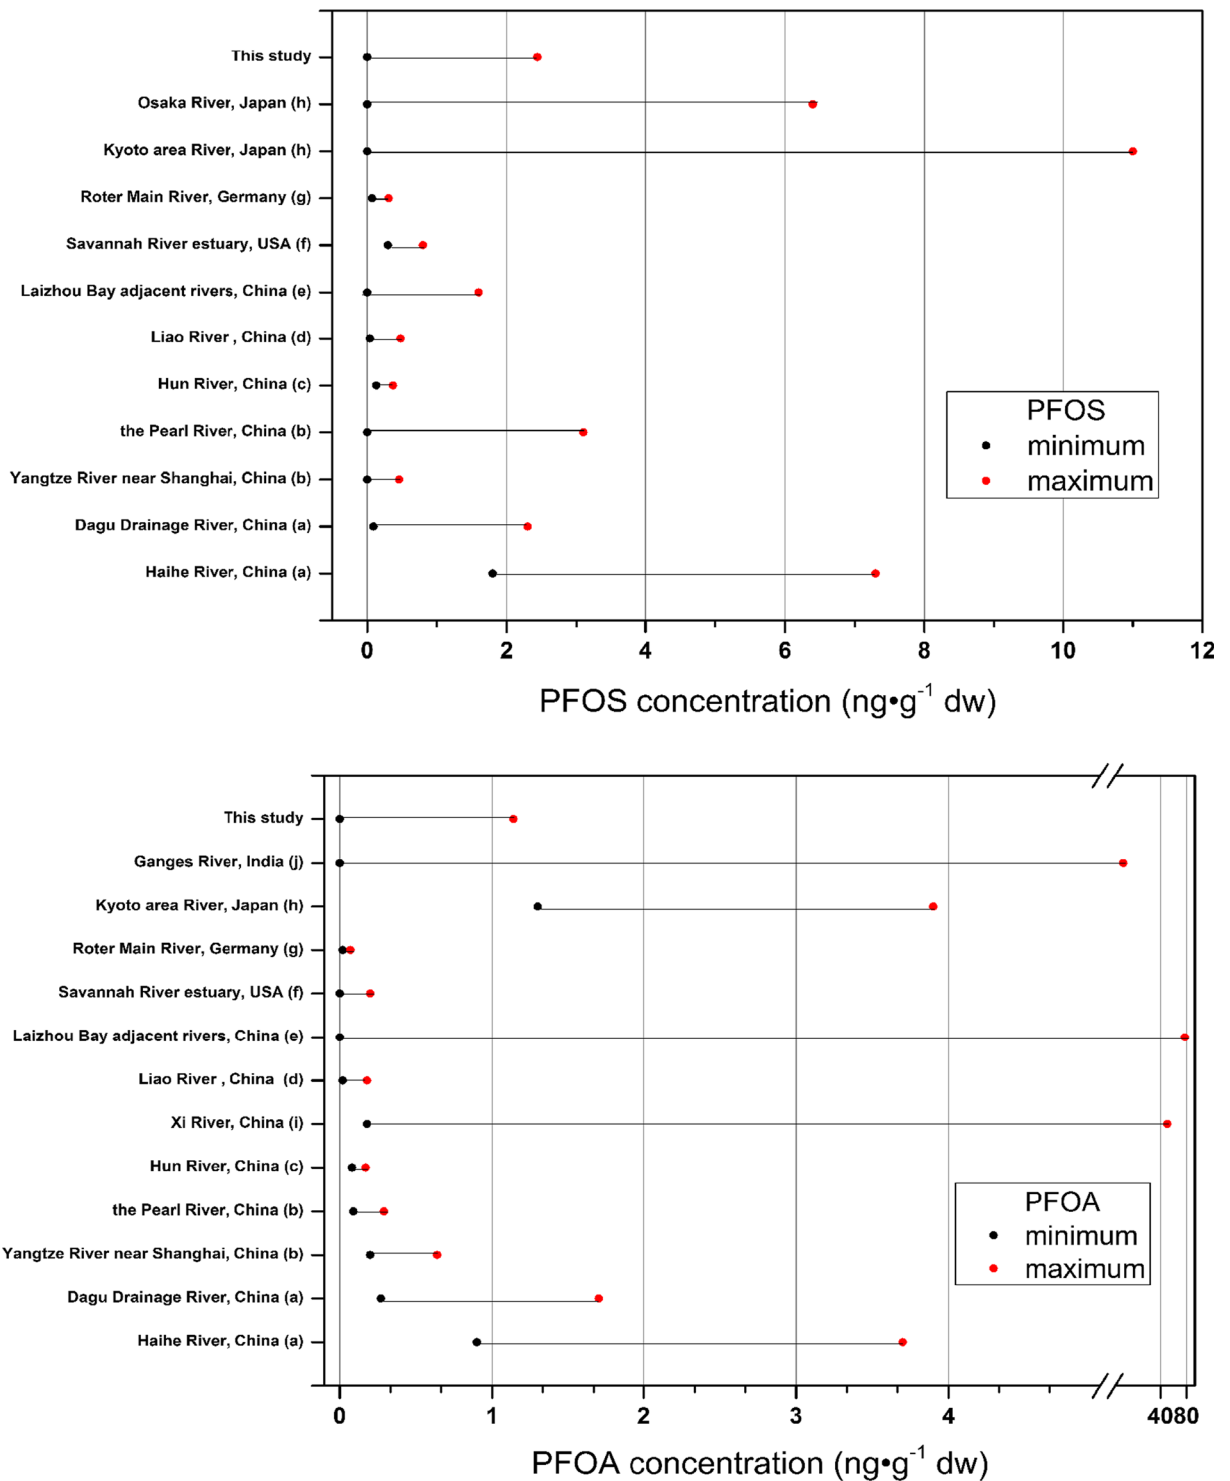 This study
Osaka River, Japan (h)
Kyoto area River, Japan (h)
Roter Main River, Germany (g)
Savannah River estuary, USA (f)
Laizhou Bay adjacent rivers, China (e)
Liao River , China (d)
Hun River, China (c)
the Pearl River, China (b)
Yangtze River near Shanghai, China (b)
Dagu Drainage River, China (a)
Haihe River, China (a)
PFOS
minimum
maximum
0 2 4 6 8 10 12
PFOS concentration (ng•g⁻¹ dw)
This study
Ganges River, India (j)
Kyoto area River, Japan (h)
Roter Main River, Germany (g)
Savannah River estuary, USA (f)
Laizhou Bay adjacent rivers, China (e)
Liao River , China (d)
Xi River, China (i)
Hun River, China (c)
the Pearl River, China (b)
Yangtze River near Shanghai, China (b)
Dagu Drainage River, China (a)
Haihe River, China (a)
PFOA
minimum
maximum
0 1 2 3 4 40 80
PFOA concentration (ng•g⁻¹ dw)